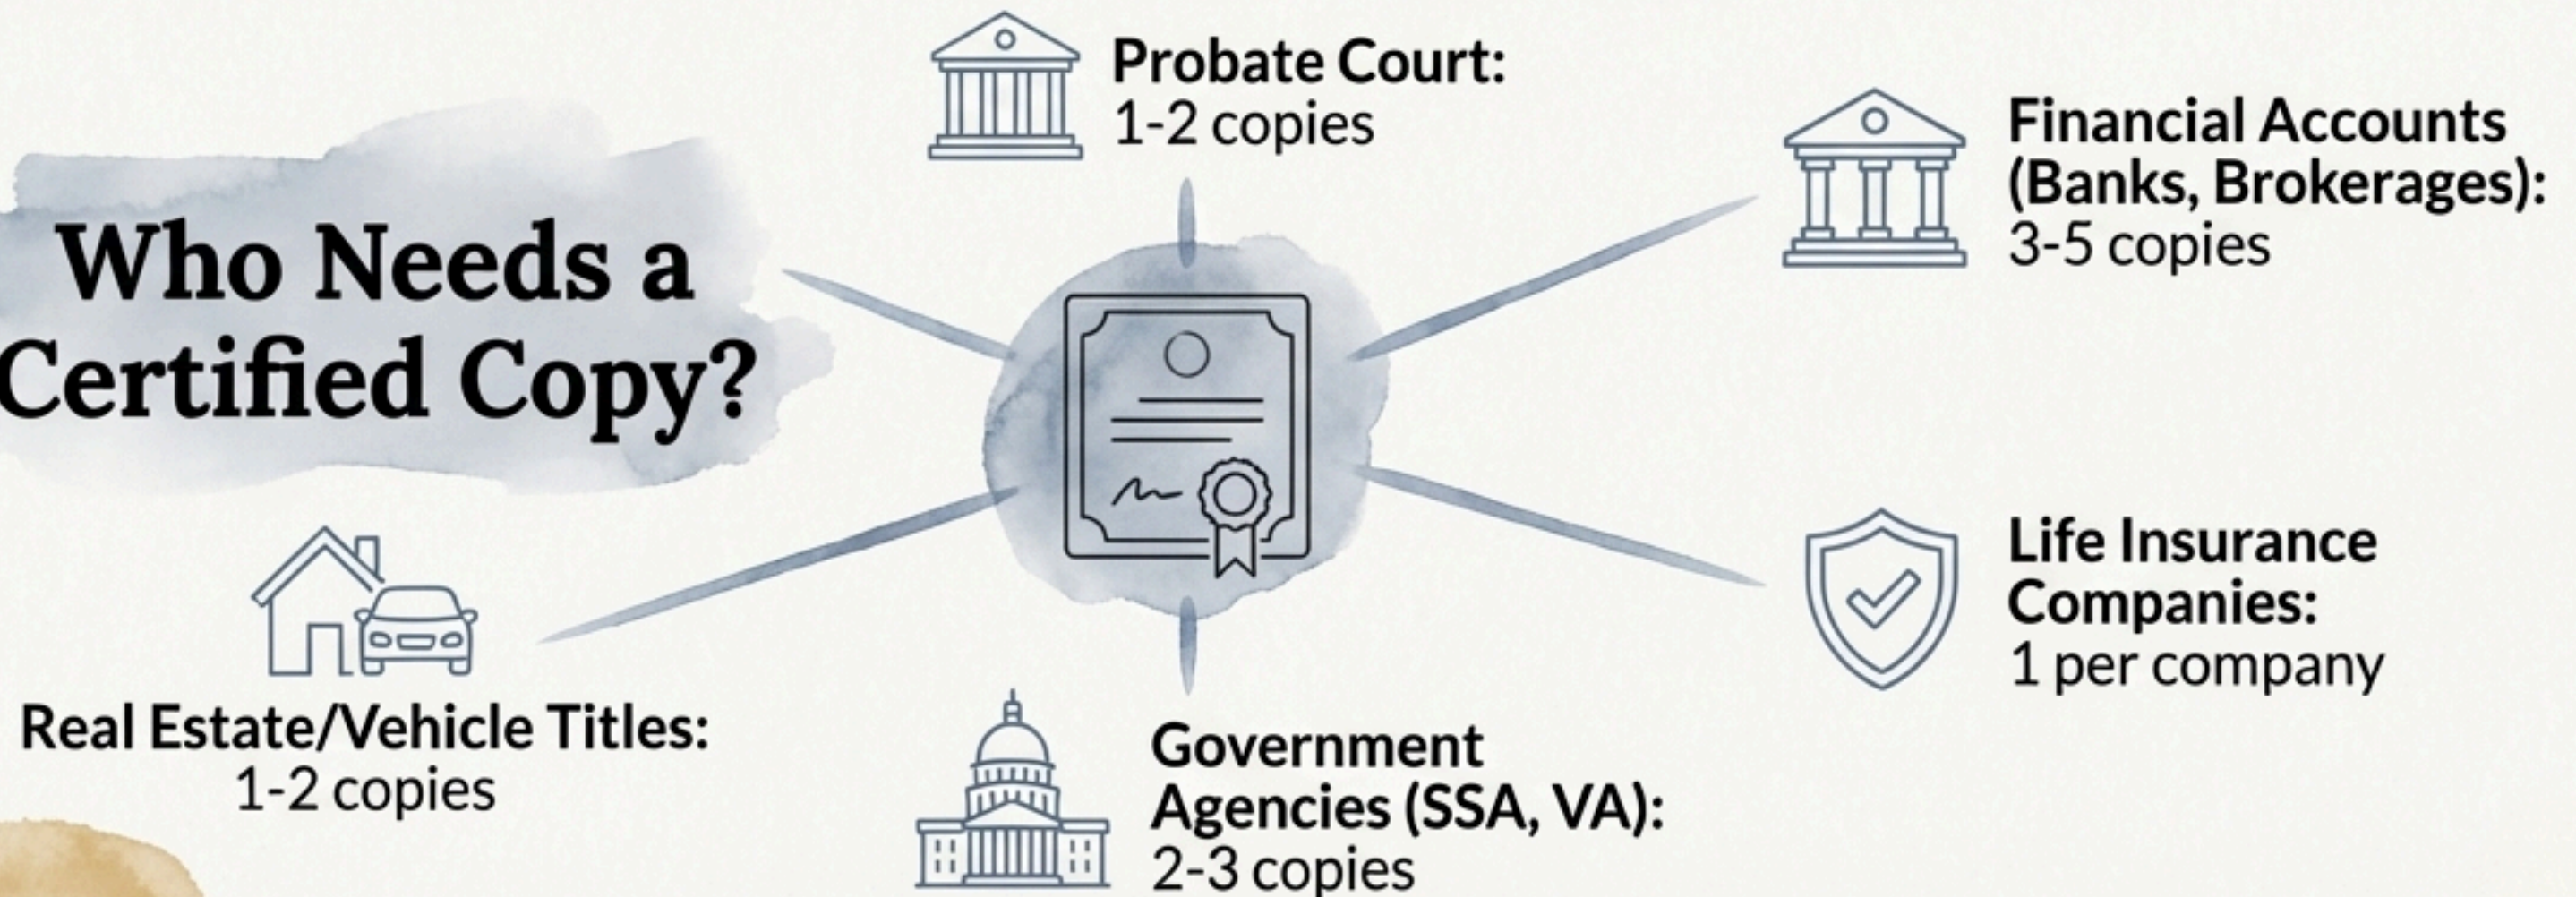 Who Needs a
Certified Copy?
Probate Court:
1-2 copies
Financial Accounts
(Banks, Brokerages):
3-5 copies
Life Insurance
Companies:
1 per company
Government
Agencies (SSA, VA):
2-3 copies
Real Estate/Vehicle Titles:
1-2 copies